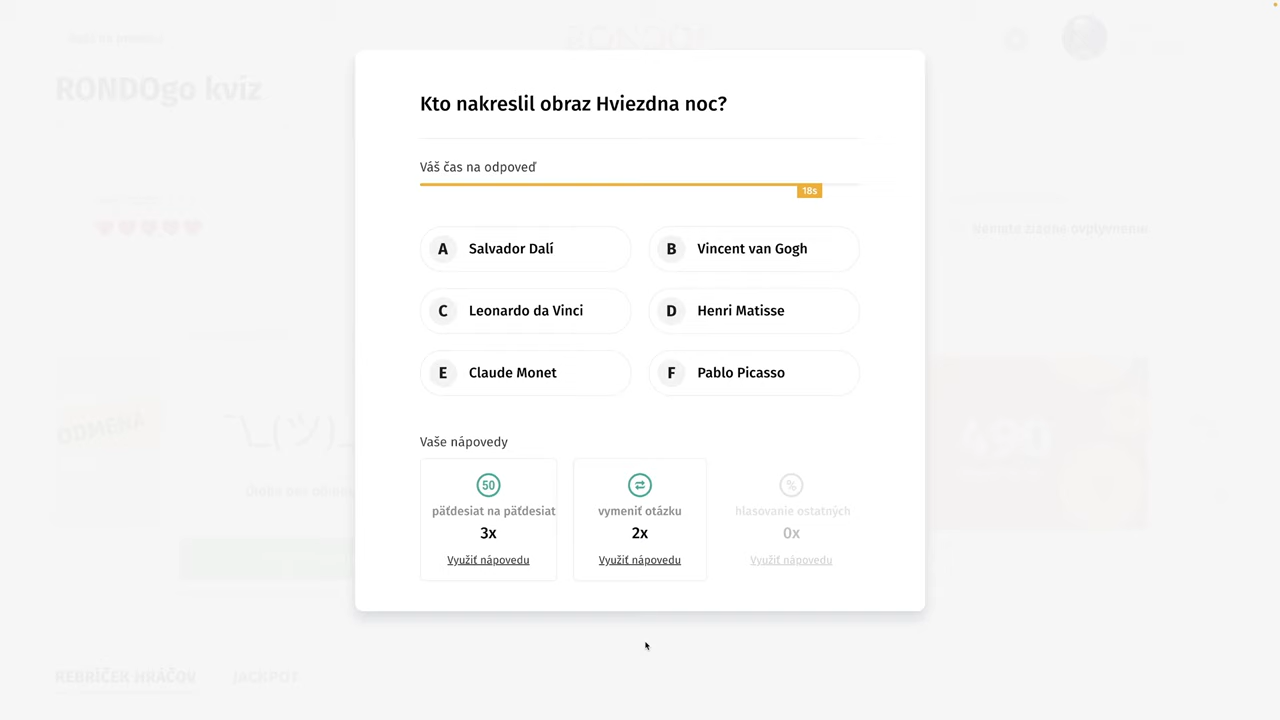 RONDOgo kvíz
Kto nakreslil obraz Hviezdna noc?
Váš čas na odpoveď
18s
A Salvador Dalí
B Vincent van Gogh
C Leonardo da Vinci
D Henri Matisse
E Claude Monet
F Pablo Picasso
Vaše nápovedy
50
päťdesiat na päťdesiat
3x
Využiť nápovedu
vymeniť otázku
2x
Využiť nápovedu
%
hlasovanie ostatných
0x
Využiť nápovedu
ODMENA
¯\_(ツ)_
REBRÍČEK HRÁČOV
JACKPOT